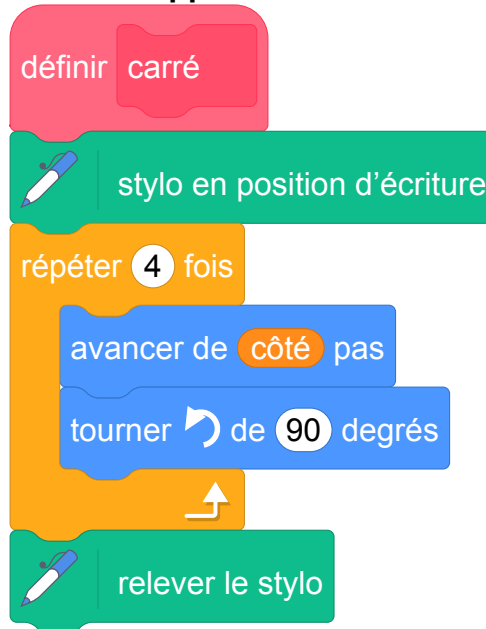 définir carré
stylo en position d’écriture
répéter 4 fois
avancer de côté pas
tourner de 90 degrés
relever le stylo